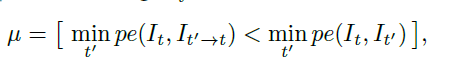 μ = [ min_{t'} pe(I_t, I_{t'→t}) < min_{t'} pe(I_t, I_{t'}) ],